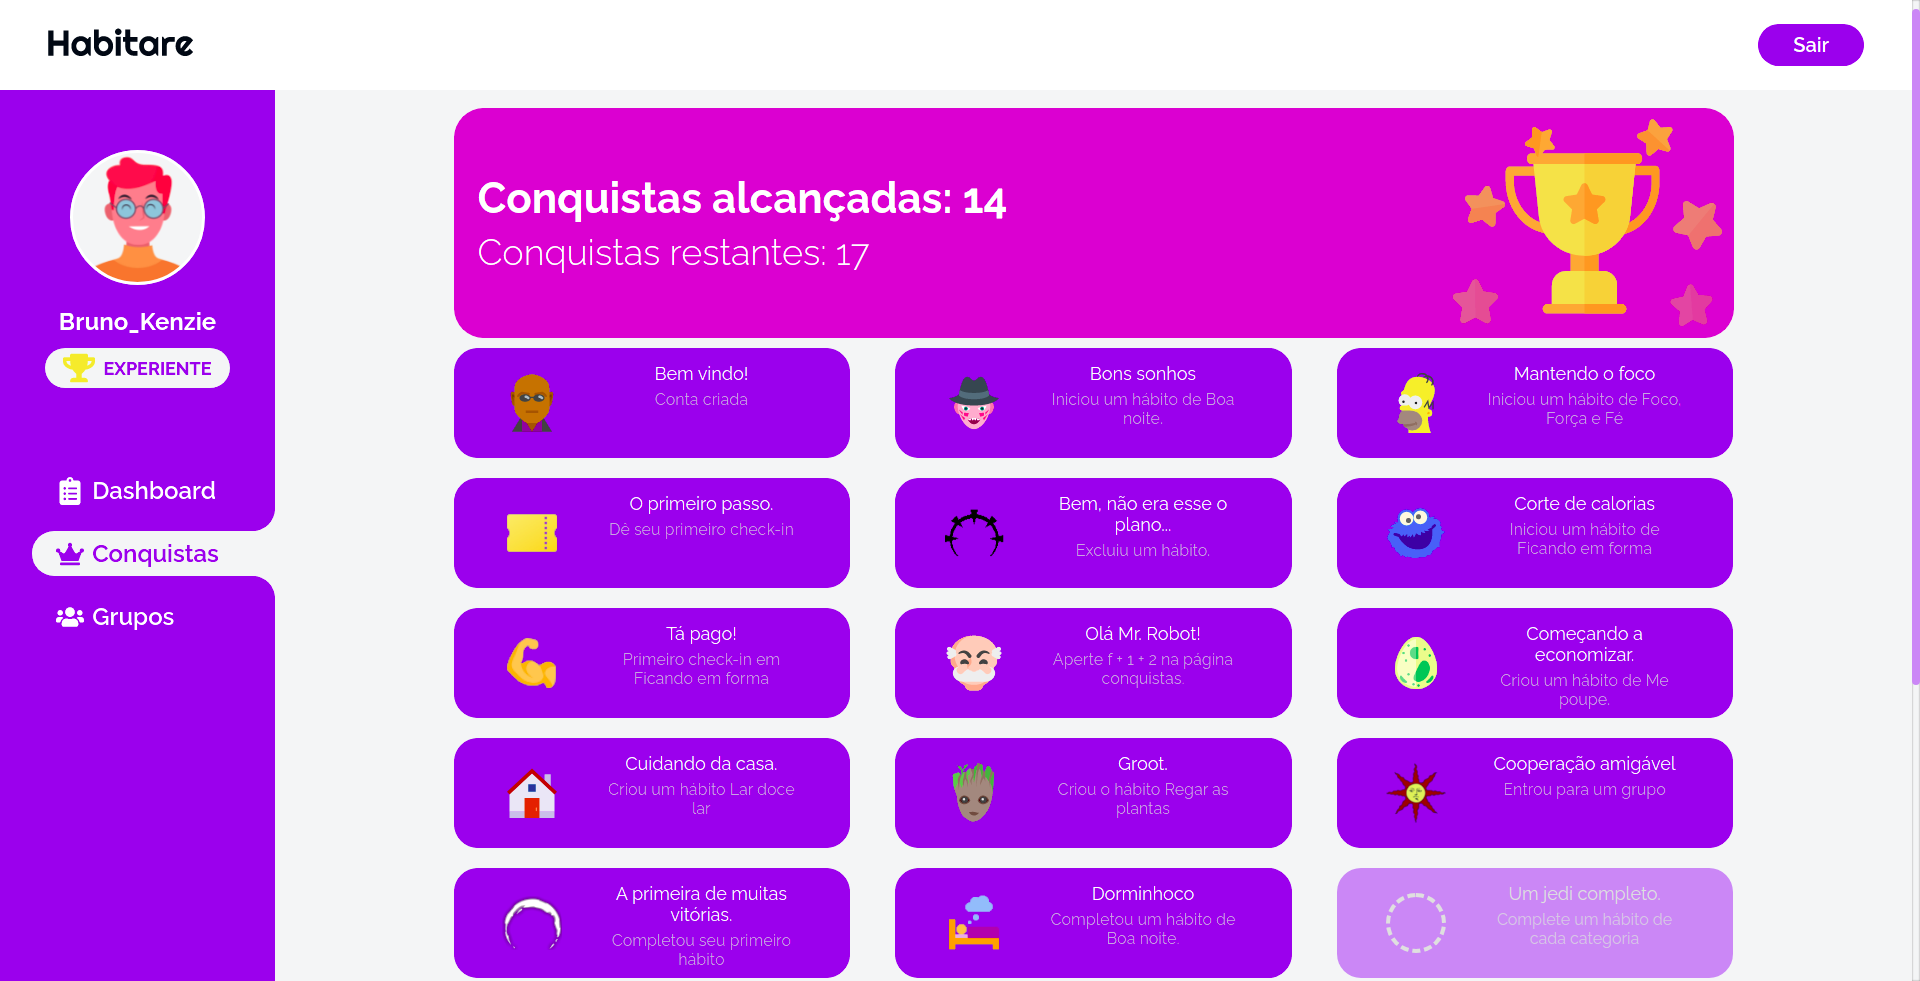 Habitare
Sair
Bruno_Kenzie
EXPERIENTE
Dashboard
Conquistas
Grupos
Conquistas alcançadas: 14
Conquistas restantes: 17
Bem vindo!
Conta criada
Bons sonhos
Iniciou um hábito de Boa
noite.
Mantendo o foco
Iniciou um hábito de Foco,
Força e Fé
O primeiro passo.
Dê seu primeiro check-in
Bem, não era esse o
plano...
Excluiu um hábito.
Corte de calorias
Iniciou um hábito de
Ficando em forma
Tá pago!
Primeiro check-in em
Ficando em forma
Olá Mr. Robot!
Aperte f + 1 + 2 na página
conquistas.
Começando a
economizar.
Criou um hábito de Me
poupe.
Cuidando da casa.
Criou um hábito Lar doce
lar
Groot.
Criou o hábito Regar as
plantas
Cooperação amigável
Entrou para um grupo
A primeira de muitas
vitórias.
Completou seu primeiro
hábito
Dorminhoco
Completou um hábito de
Boa noite.
Um jedi completo.
Complete um hábito de
cada categoria